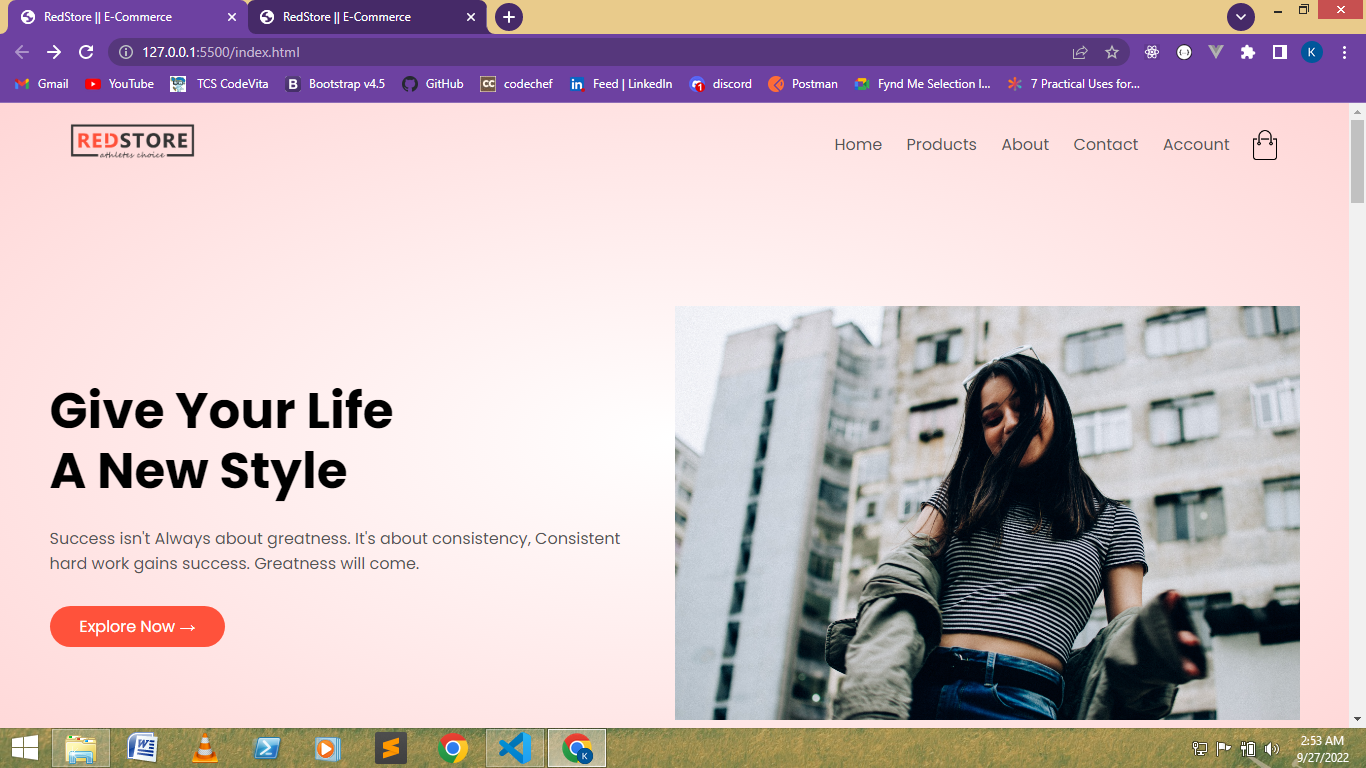 RedStore || E-Commerce
RedStore || E-Commerce
127.0.0.1:5500/index.html
K
Gmail
YouTube
TCS CodeVita
B
Bootstrap v4.5
GitHub
CC
codechef
in
Feed | LinkedIn
discord
Postman
Fynd Me Selection I...
7 Practical Uses for...
REDSTORE
athletes choice
Home
Products
About
Contact
Account
Give Your Life
A New Style
Success isn't Always about greatness. It's about consistency, Consistent
hard work gains success. Greatness will come.
Explore Now →
W
S
K
2:53 AM
9/27/2022